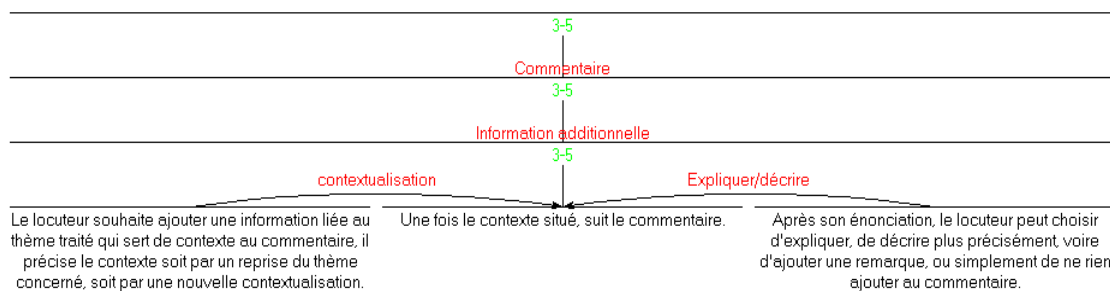 3-5
Commentaire
3-5
Information additionnelle
3-5
contextualisation
Expliquer/décrire
Le locuteur souhaite ajouter une information liée au
thème traité qui sert de contexte au commentaire, il
précise le contexte soit par un reprise du thème
concerné, soit par une nouvelle contextualisation.
Une fois le contexte situé, suit le commentaire.
Après son énonciation, le locuteur peut choisir
d'expliquer, de décrire plus précisément, voire
d'ajouter une remarque, ou simplement de ne rien
ajouter au commentaire.